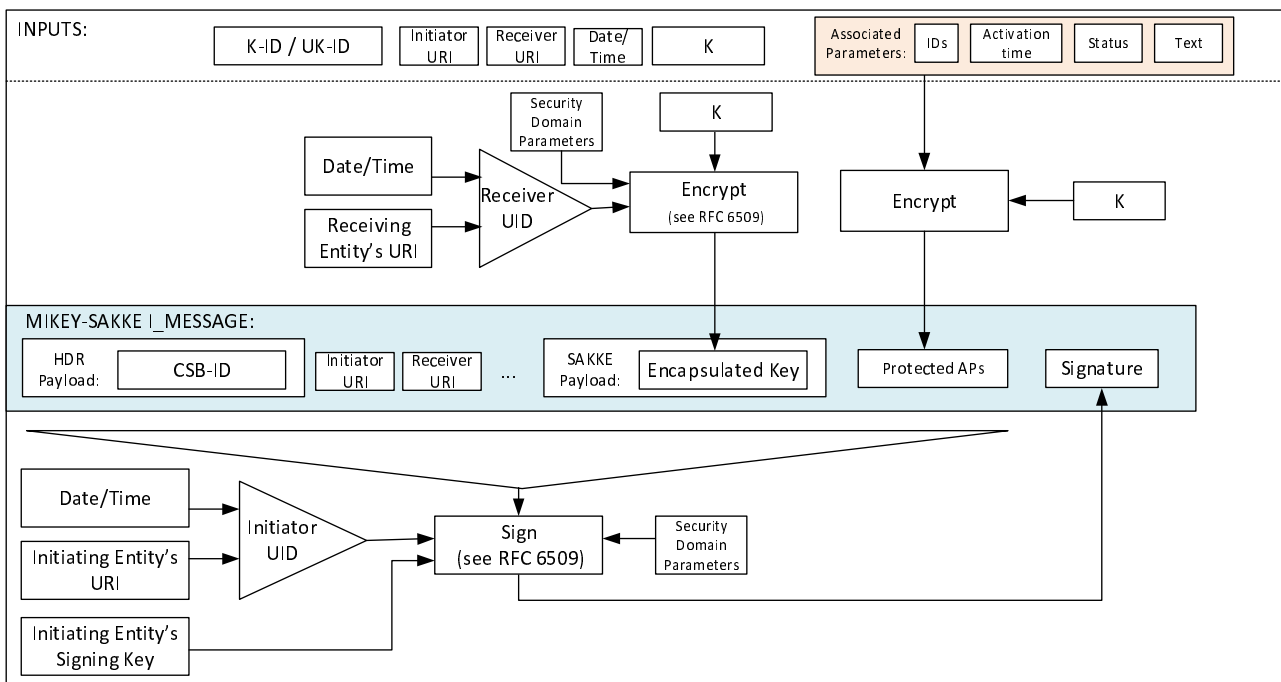 INPUTS:
K-ID / UK-ID
Initiator
URI
Receiver
URI
Date/
Time
K
Associated
Parameters:
IDs
Activation
time
Status
Text
Security
Domain
Parameters
K
Date/Time
Receiving
Entity's URI
Receiver
UID
Encrypt
(see RFC 6509)
Encrypt
K
MIKEY-SAKKE I_MESSAGE:
HDR
Payload:
CSB-ID
Initiator
URI
Receiver
URI
...
SAKKE
Payload:
Encapsulated Key
Protected APs
Signature
Date/Time
Initiating Entity's
URI
Initiator
UID
Sign
(see RFC 6509)
Security
Domain
Parameters
Initiating Entity's
Signing Key